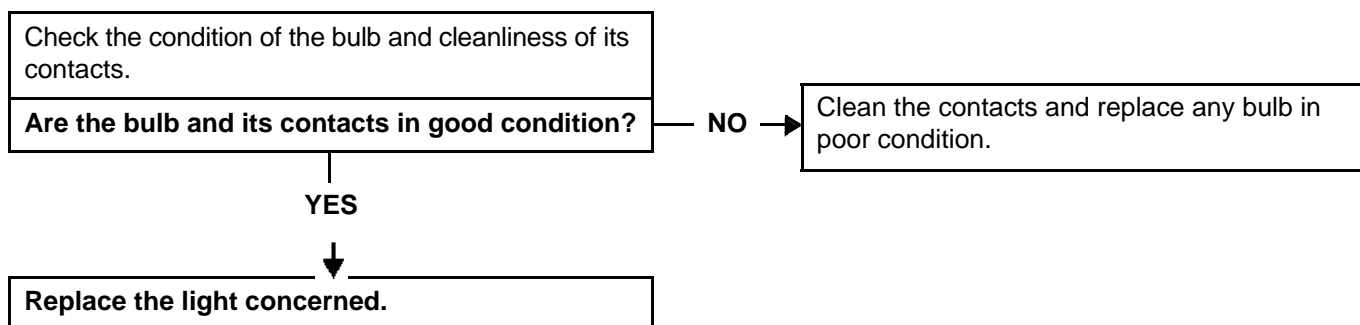 Check the condition of the bulb and cleanliness of its
contacts.
Are the bulb and its contacts in good condition?
NO
Clean the contacts and replace any bulb in
poor condition.
YES
Replace the light concerned.